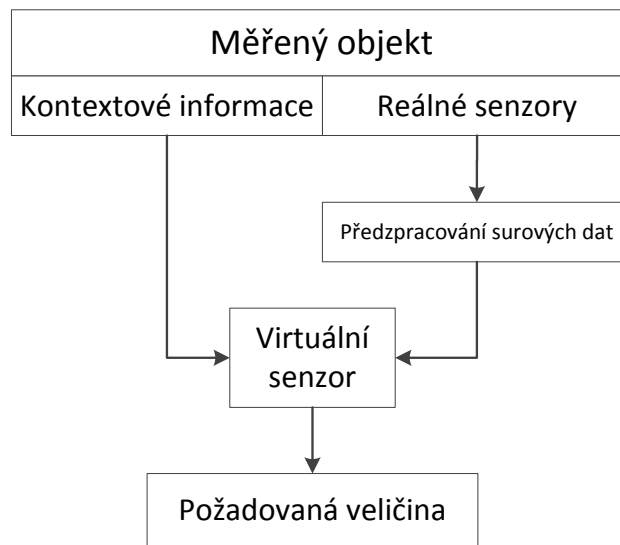 Měřený objekt
Kontextové informace
Reálné senzory
Předzpracování surových dat
Virtuální
senzor
Požadovaná veličina